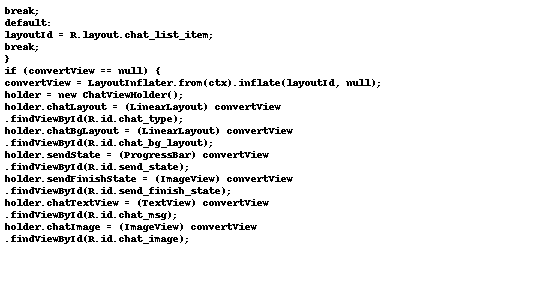 break;
default:
layoutId = R.layout.chat_list_item;
break;
}
if (convertView == null) {
convertView = LayoutInflater.from(ctx).inflate(layoutId, null);
holder = new ChatViewHolder();
holder.chatLayout = (LinearLayout) convertView
.findViewById(R.id.chat_type);
holder.chatBgLayout = (LinearLayout) convertView
.findViewById(R.id.chat_bg_layout);
holder.sendState = (ProgressBar) convertView
.findViewById(R.id.send_state);
holder.sendFinishState = (ImageView) convertView
.findViewById(R.id.send_finish_state);
holder.chatTextView = (TextView) convertView
.findViewById(R.id.chat_msg);
holder.chatImage = (ImageView) convertView
.findViewById(R.id.chat_image);